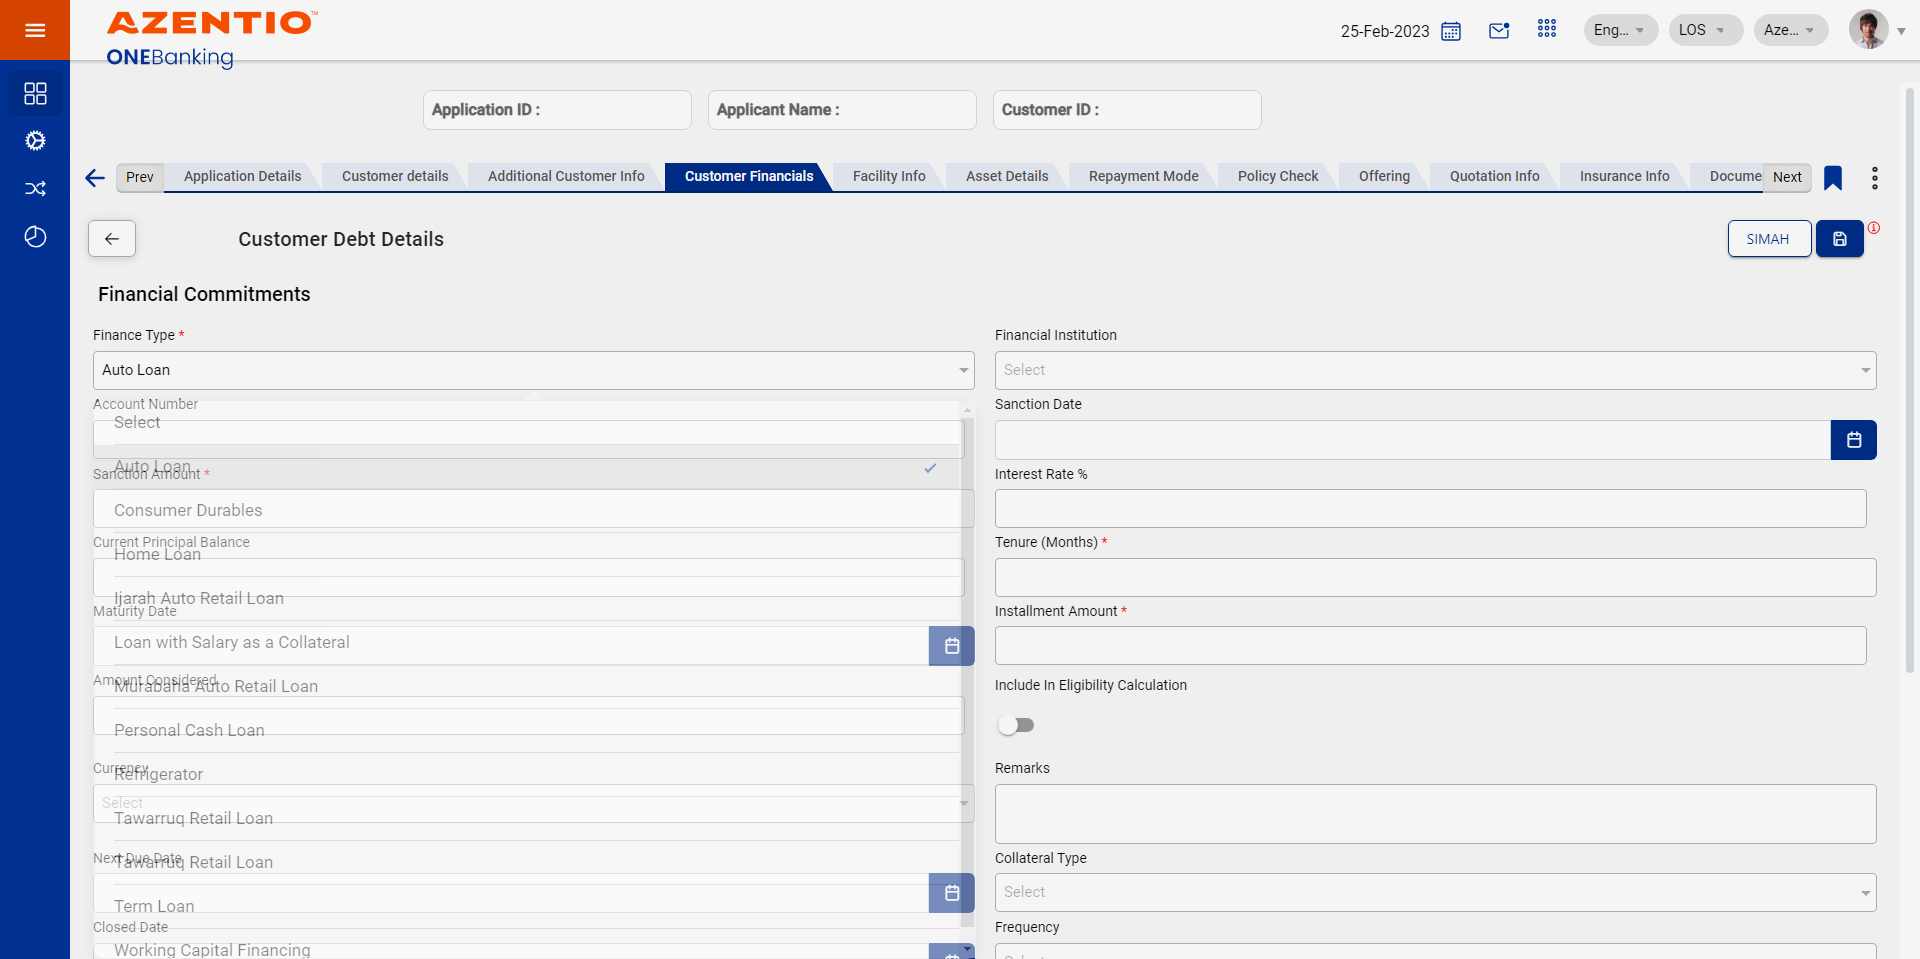 AZENTIO™
ONEBanking
25-Feb-2023
Eng...
LOS
Aze...
Application ID :
Applicant Name :
Customer ID :
Prev
Application Details
Customer details
Additional Customer Info
Customer Financials
Facility Info
Asset Details
Repayment Mode
Policy Check
Offering
Quotation Info
Insurance Info
Docume
Next
Customer Debt Details
SIMAH
Financial Commitments
Finance Type *
Financial Institution
Auto Loan
Select
Account Number
Sanction Date
Select
Auto Loan
Sanction Amount *
Interest Rate %
Consumer Durables
Current Principal Balance
Tenure (Months) *
Home Loan
Ijarah Auto Retail Loan
Maturity Date
Installment Amount *
Loan with Salary as a Collateral
Amount Considered
Include In Eligibility Calculation
Murabaha Auto Retail Loan
Personal Cash Loan
Currency
Remarks
Refrigerator
Select
Tawarruq Retail Loan
Next Due Date
Collateral Type
Tawarruq Retail Loan
Select
Term Loan
Closed Date
Frequency
Working Capital Financing
Select